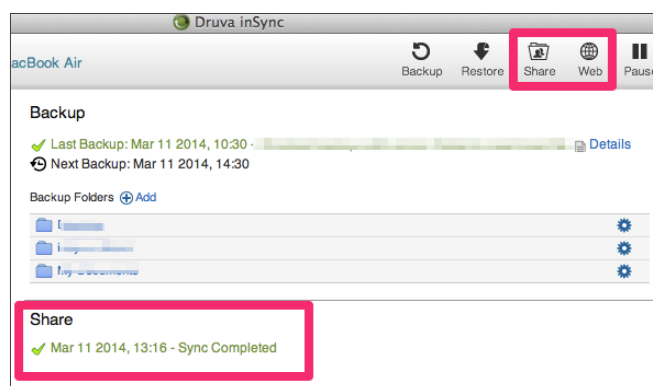 Druva inSync
acBook Air
Backup
Restore
Share
Web
Paus
Backup
Last Backup: Mar 11 2014, 10:30 -
Details
Next Backup: Mar 11 2014, 14:30
Backup Folders Add
Share
Mar 11 2014, 13:16 - Sync Completed